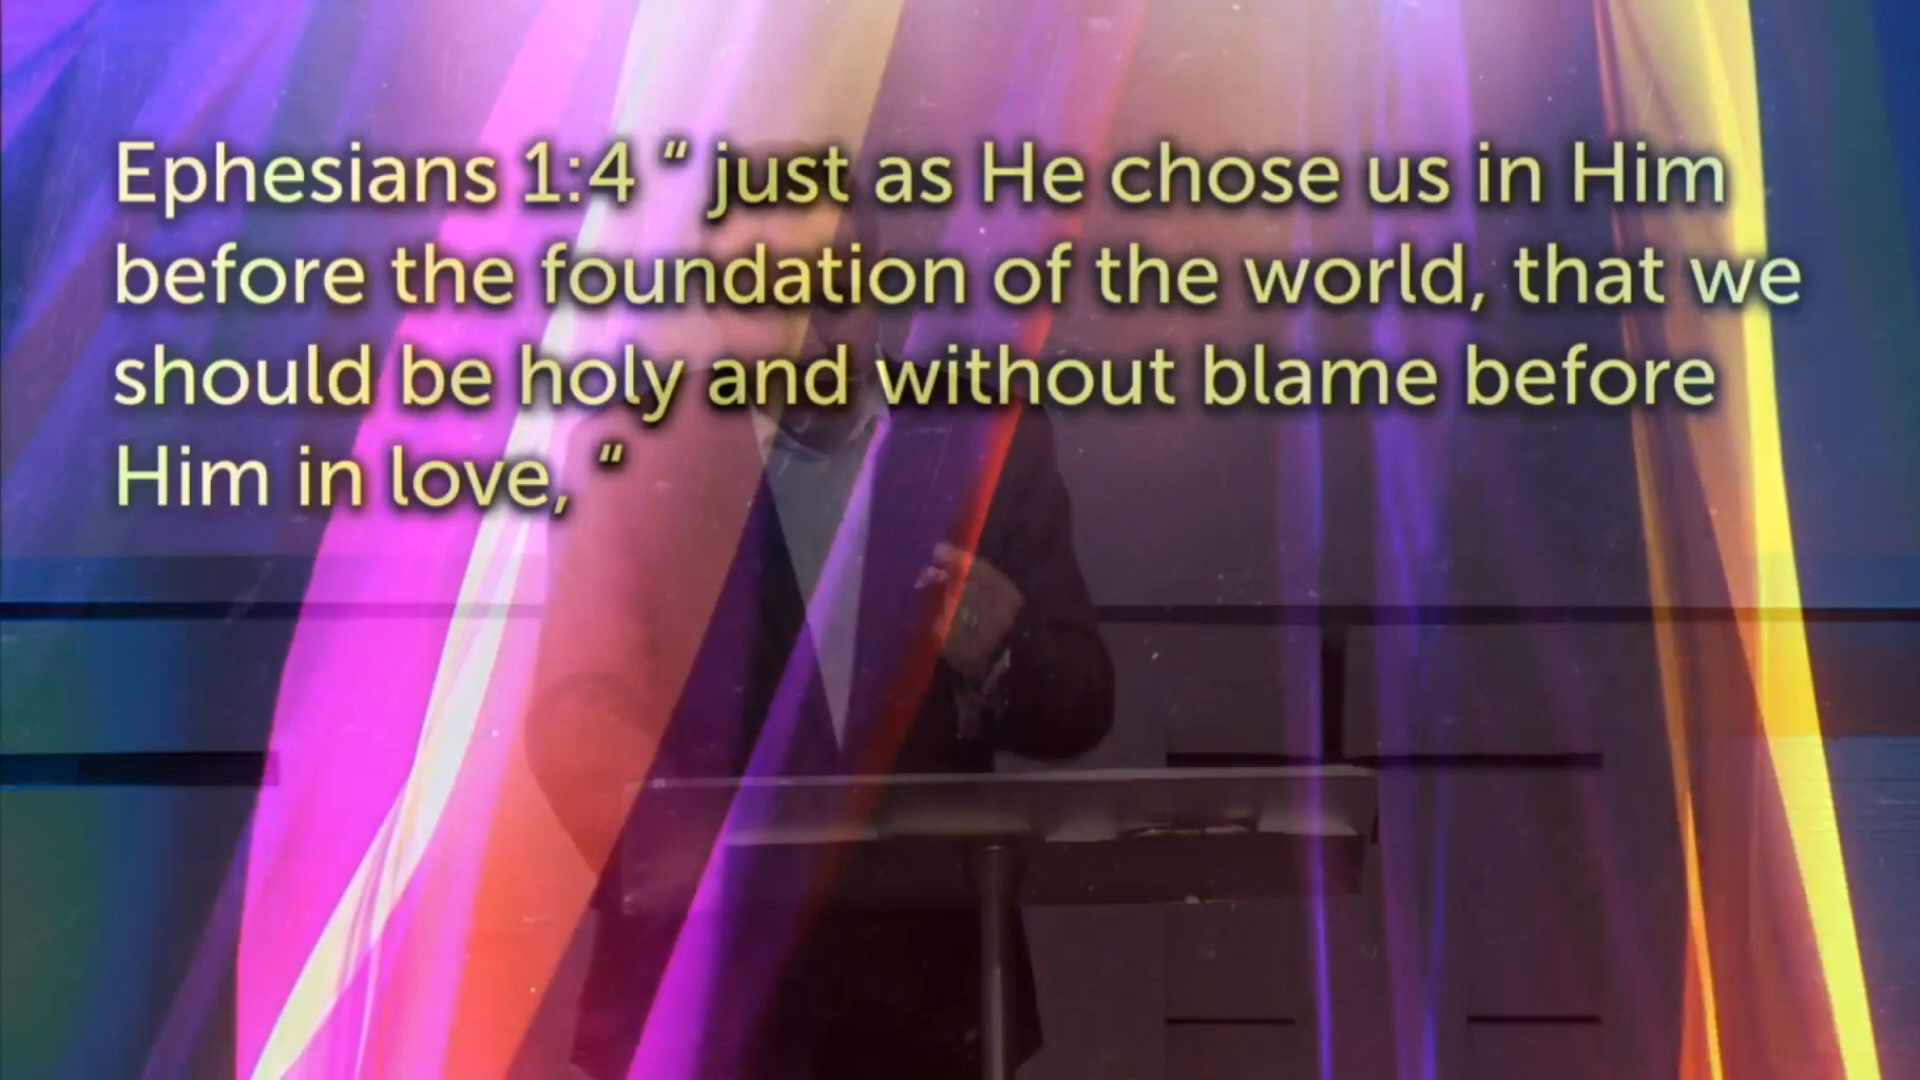 Ephesians 1:4 “ just as He chose us in Him
before the foundation of the world, that we
should be holy and without blame before
Him in love, “